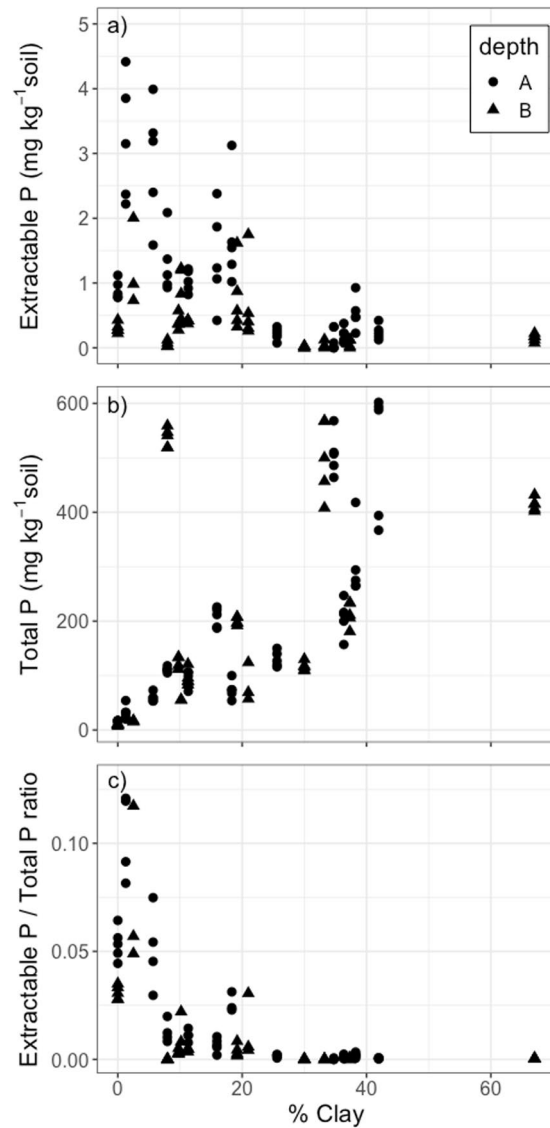 a)
depth
A
B
5
4
3
2
1
0
Extractable P (mg kg⁻¹soil)
b)
600
400
200
0
Total P (mg kg⁻¹soil)
c)
0.10
0.05
0.00
Extractable P / Total P ratio
0 20 40 60
% Clay